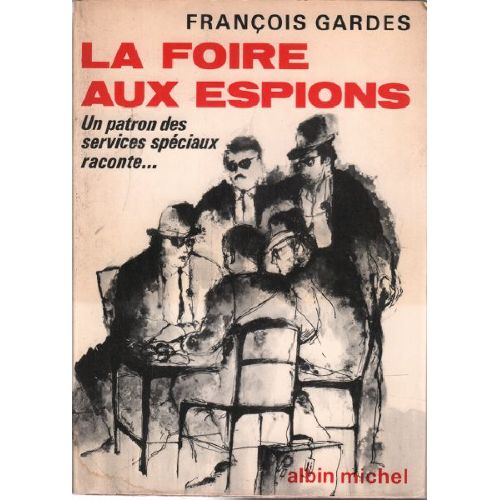 FRANÇOIS GARDES
LA FOIRE
AUX ESPIONS
Un patron des
services spéciaux
raconte...
albin michel